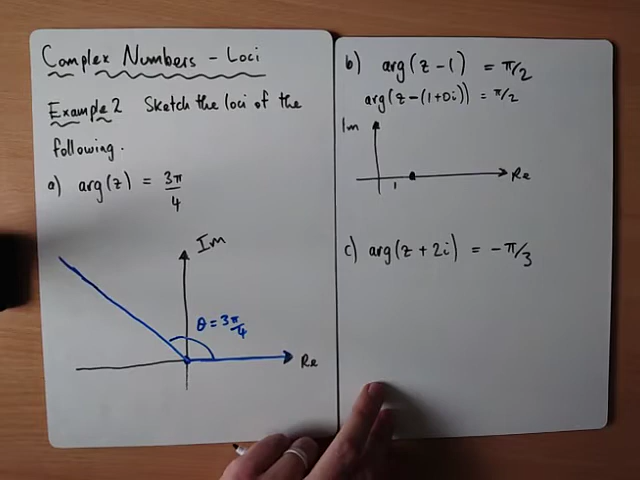 Complex Numbers - Loci
Example 2 Sketch the loci of the
following.
a) arg(z) = 3π/4
Im
θ = 3π/4
Re
b) arg(z - 1) = π/2
arg(z - (1+0i)) = π/2
Im
1
Re
c) arg(z + 2i) = -π/3